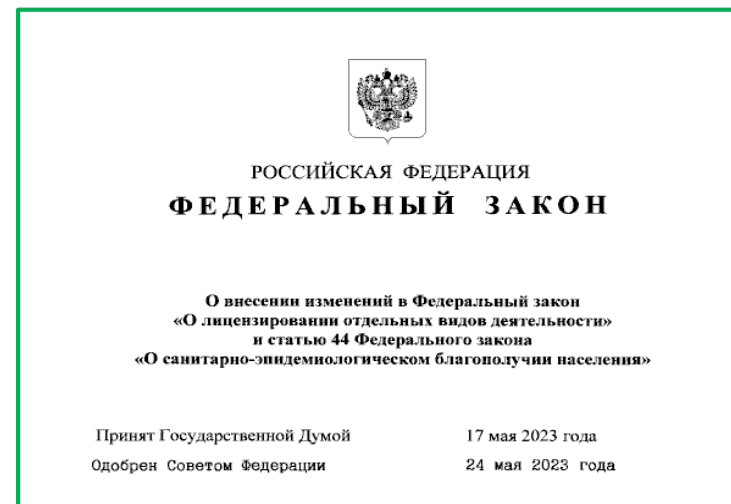 РОССИЙСКАЯ ФЕДЕРАЦИЯ
ФЕДЕРАЛЬНЫЙ ЗАКОН
О внесении изменений в Федеральный закон
«О лицензировании отдельных видов деятельности»
и статью 44 Федерального закона
«О санитарно-эпидемиологическом благополучии населения»
Принят Государственной Думой 17 мая 2023 года
Одобрен Советом Федерации 24 мая 2023 года